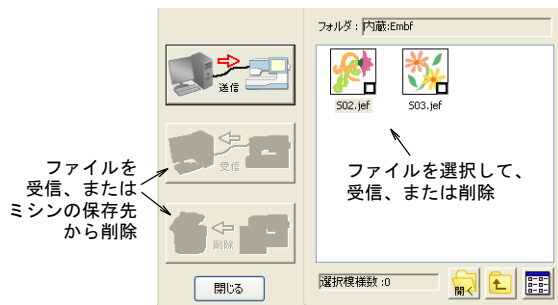 フォルダ : 内蔵:Embf
送信
S02.jef
S03.jef
受信
ファイルを
受信、または
ミシンの保存先
から削除
ファイルを選択して、
受信、または削除
削除
閉じる
選択模様数 :0
開く